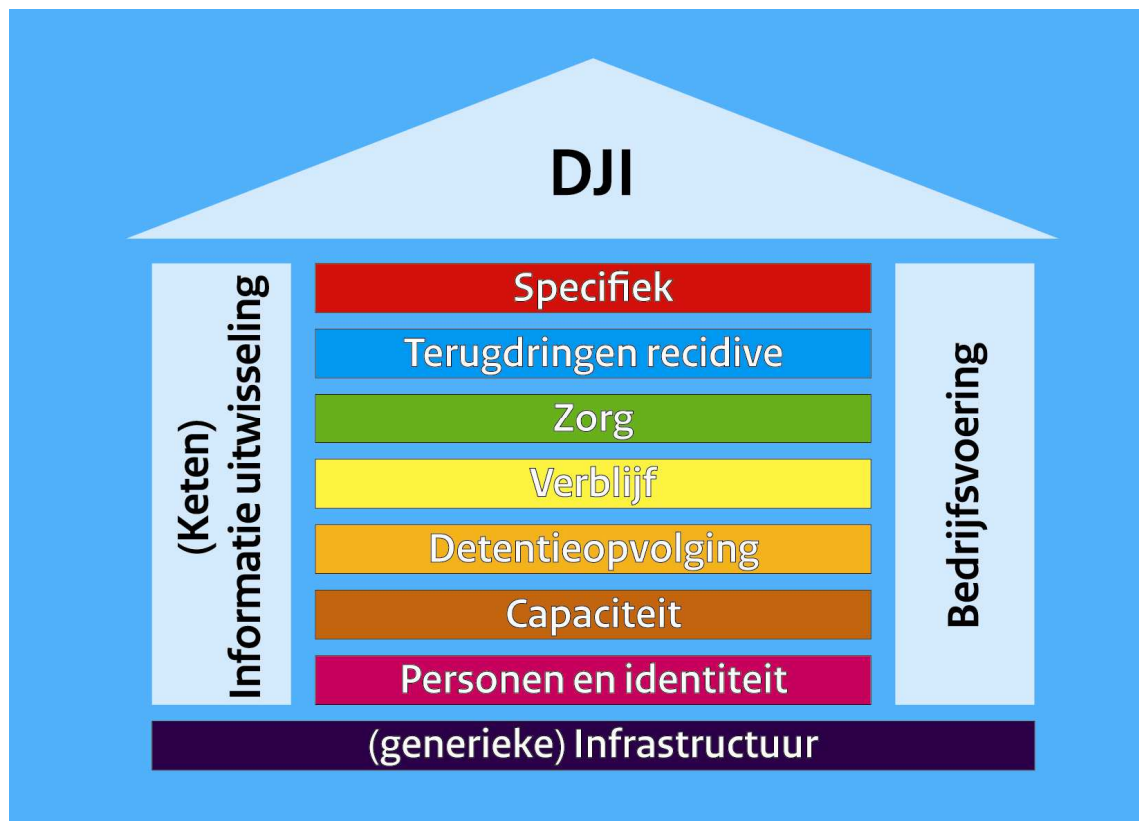 DJI
(Keten)
Informatie uitwisseling
Specifiek
Terugdringen recidive
Zorg
Verblijf
Detentieopvolging
Capaciteit
Personen en identiteit
Bedrijfsvoering
(generieke) Infrastructuur